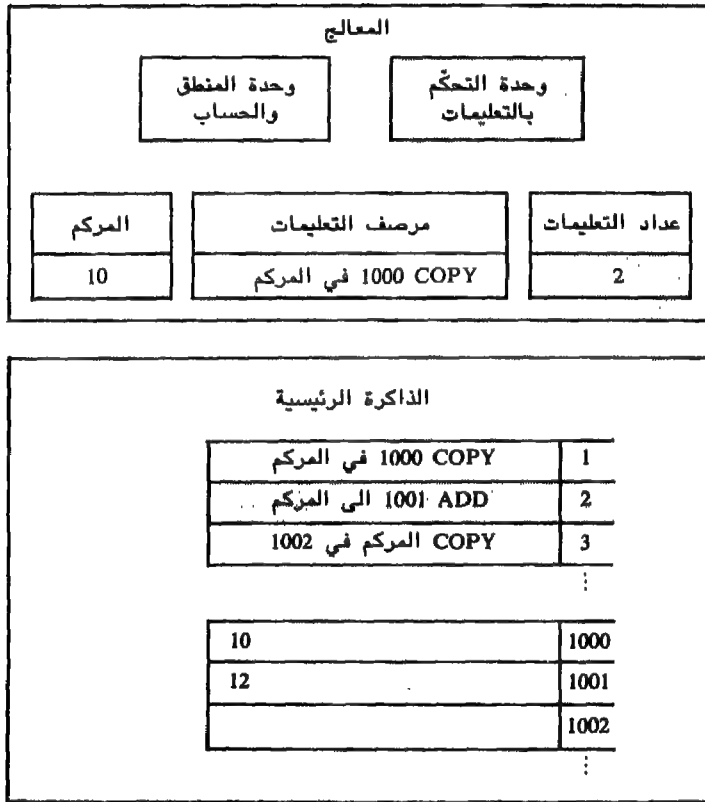 المعالج
وحدة التحكّم
بالتعليمات
وحدة المنطق
والحساب
عداد التعليمات
مرصف التعليمات
المركم
2
1000 COPY في المركم
10
الذاكرة الرئيسية
1
1000 COPY في المركم
2
1001 ADD الى المركم
3
COPY المركم في 1002
1000
10
1001
12
1002